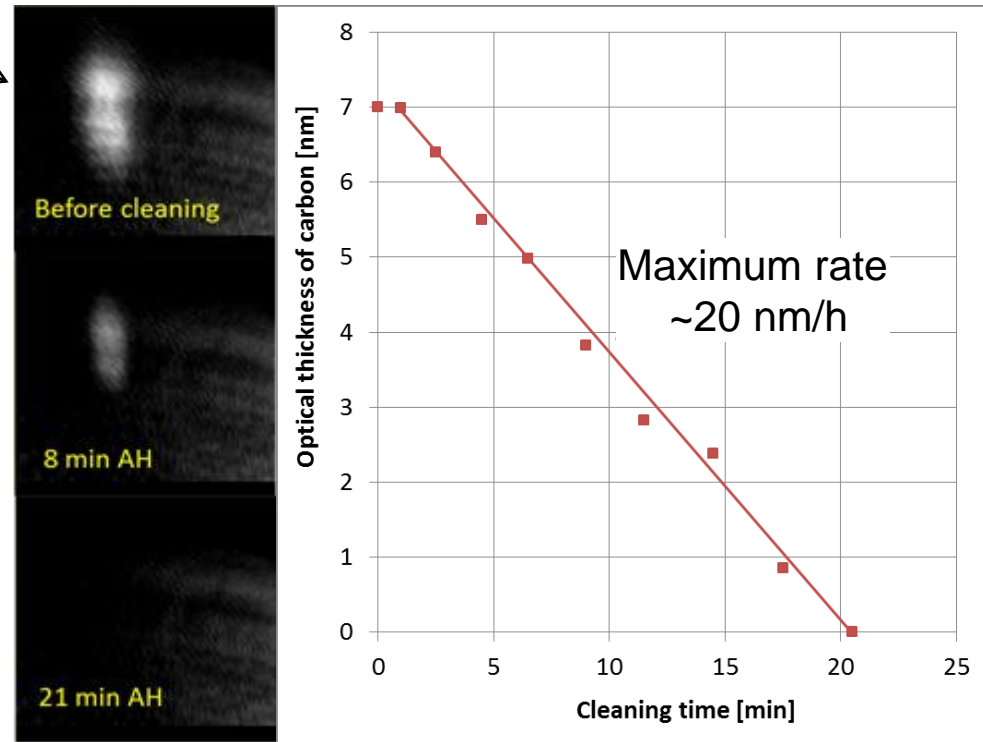 Before cleaning
8 min AH
21 min AH
Optical thickness of carbon [nm]
8
7
6
5
4
3
2
1
0
Maximum rate
~20 nm/h
0 5 10 15 20 25
Cleaning time [min]